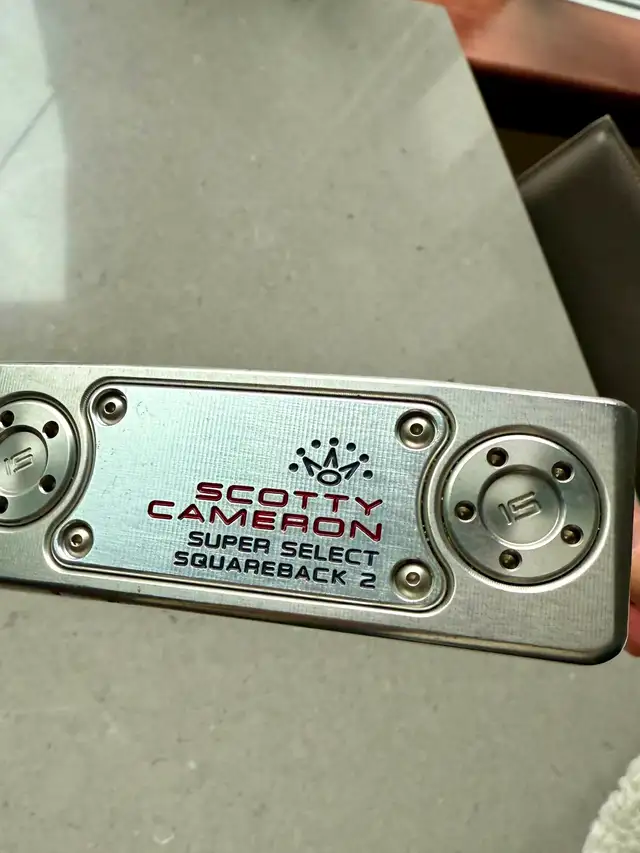 SCOTTY
CAMERON
SUPER SELECT
SQUAREBACK 2
15
15